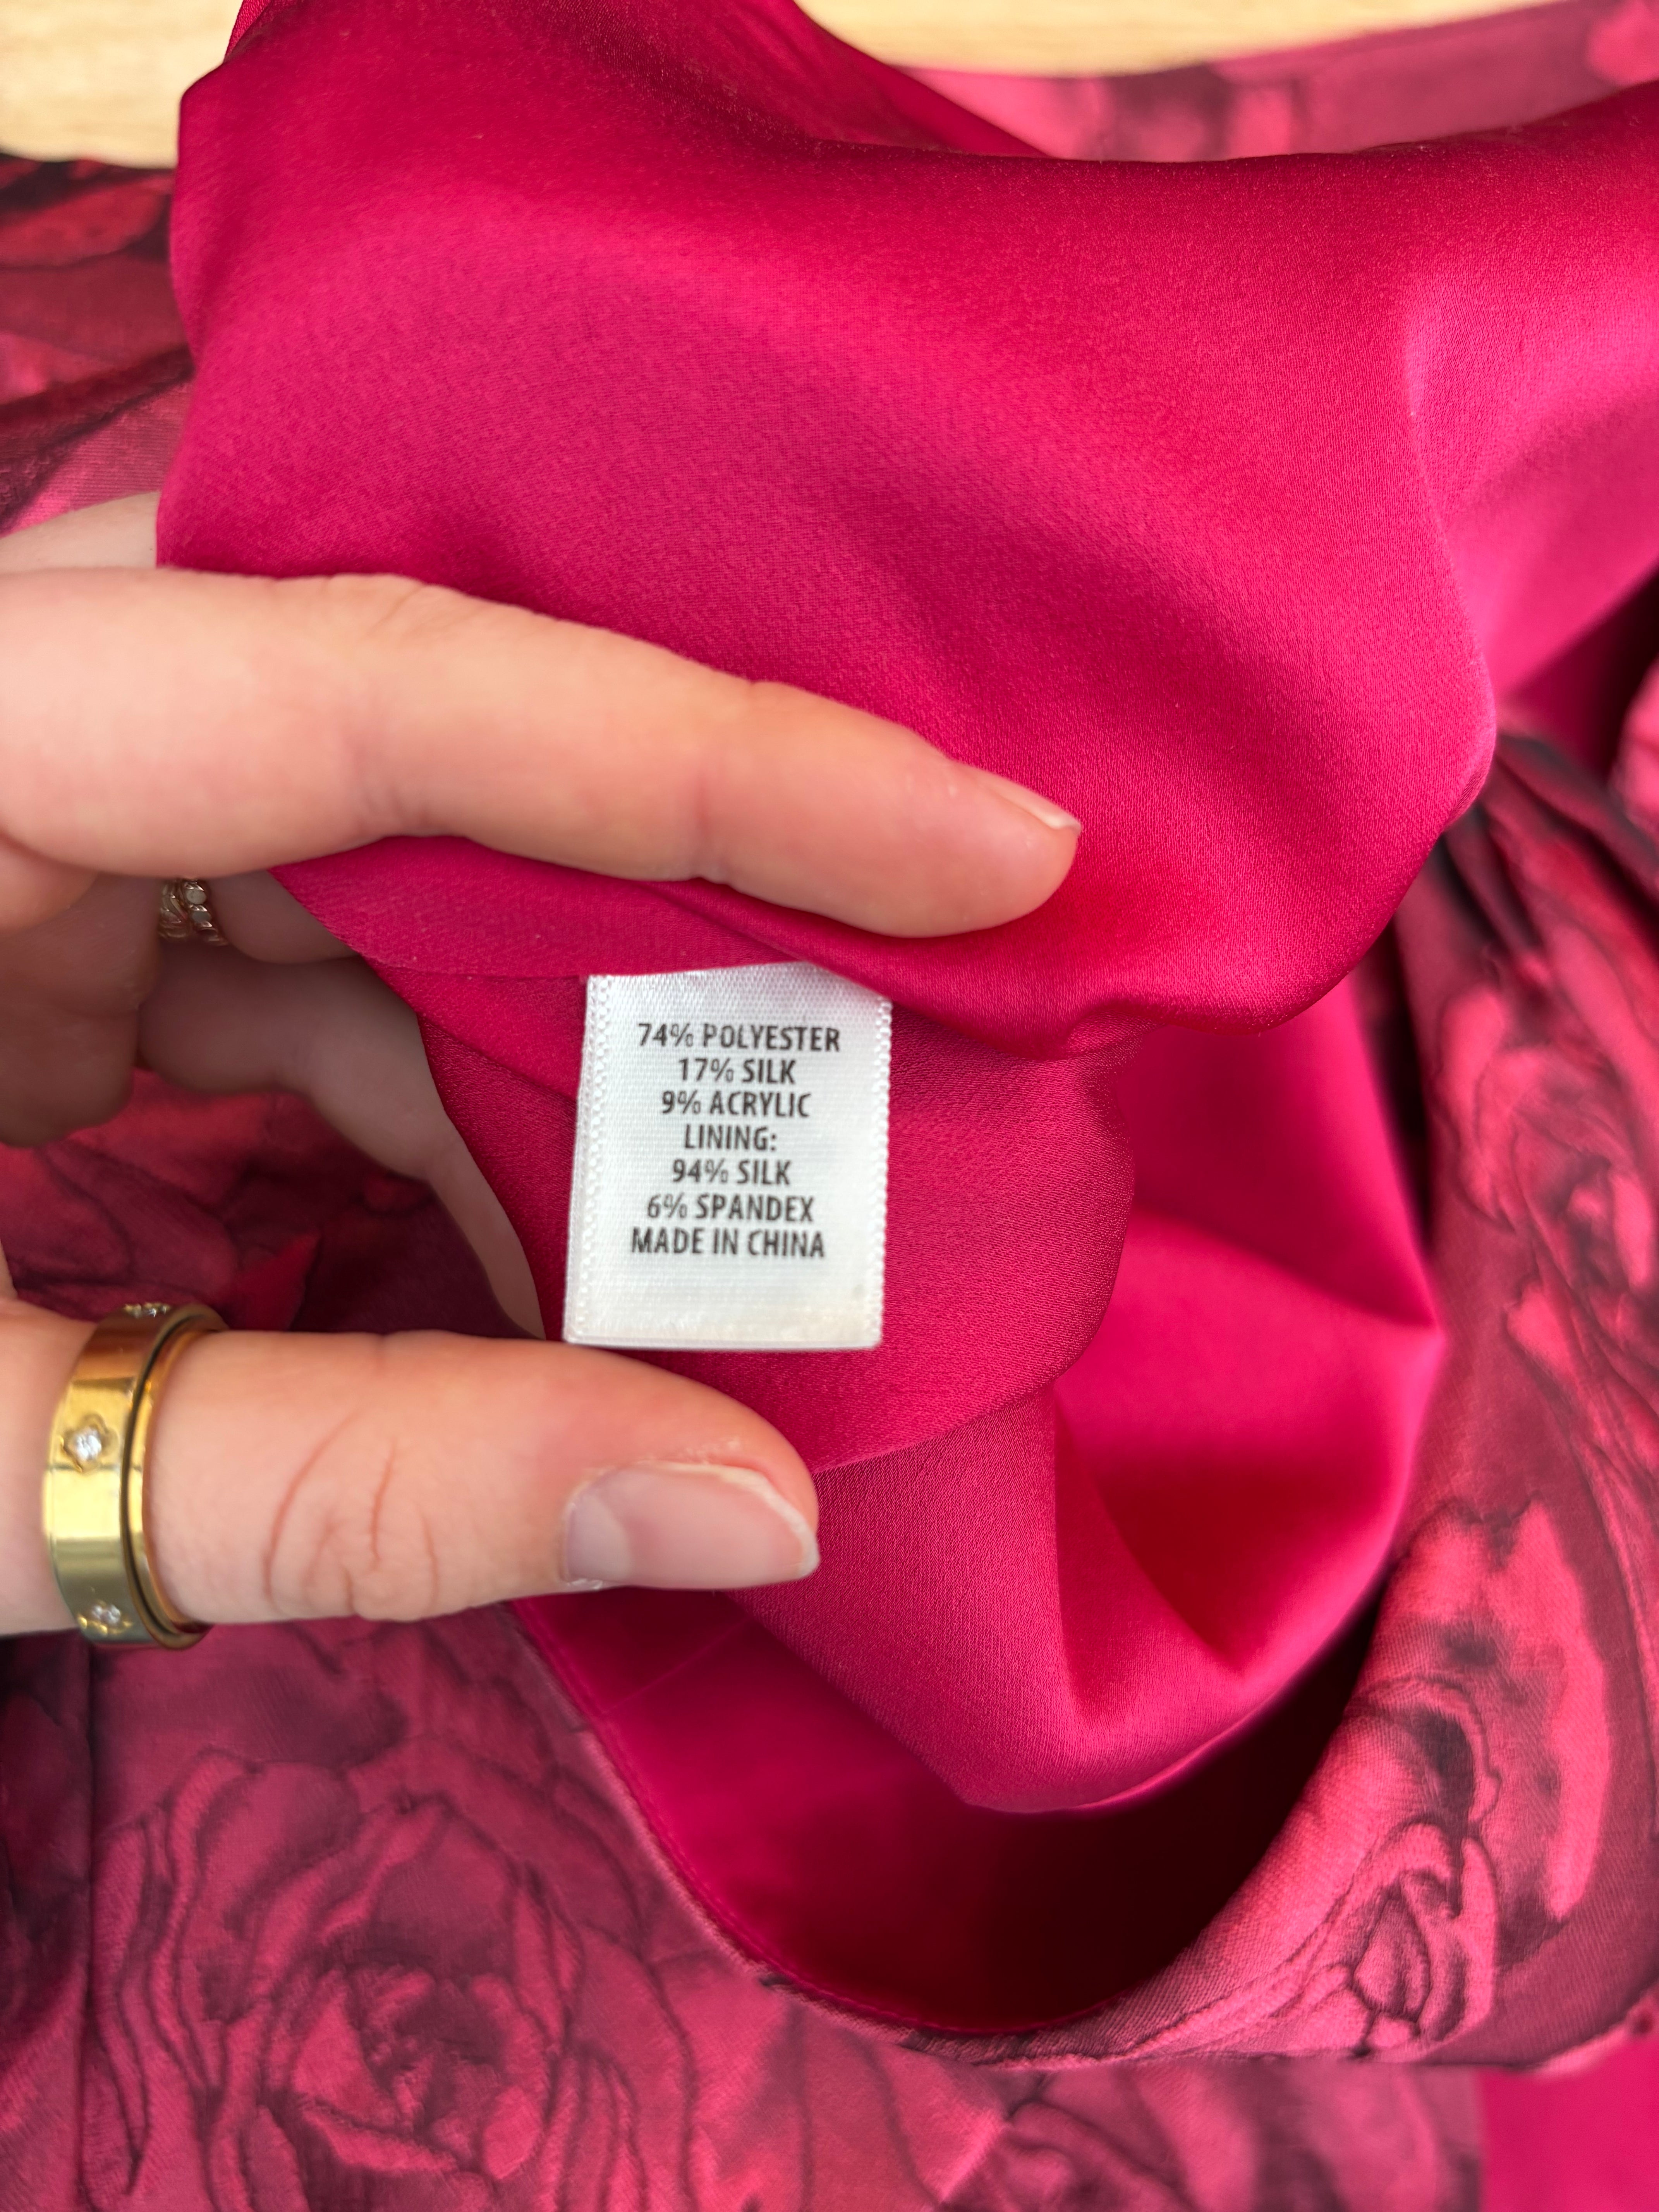 74% POLYESTER
17% SILK
9% ACRYLIC
LINING:
94% SILK
6% SPANDEX
MADE IN CHINA